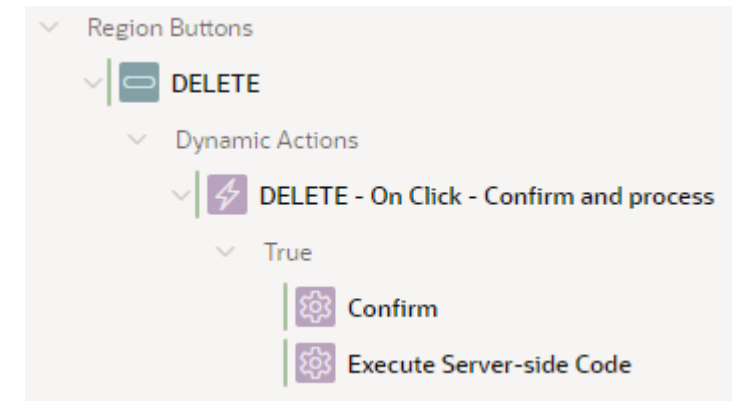 Region Buttons
DELETE
Dynamic Actions
DELETE - On Click - Confirm and process
True
Confirm
Execute Server-side Code